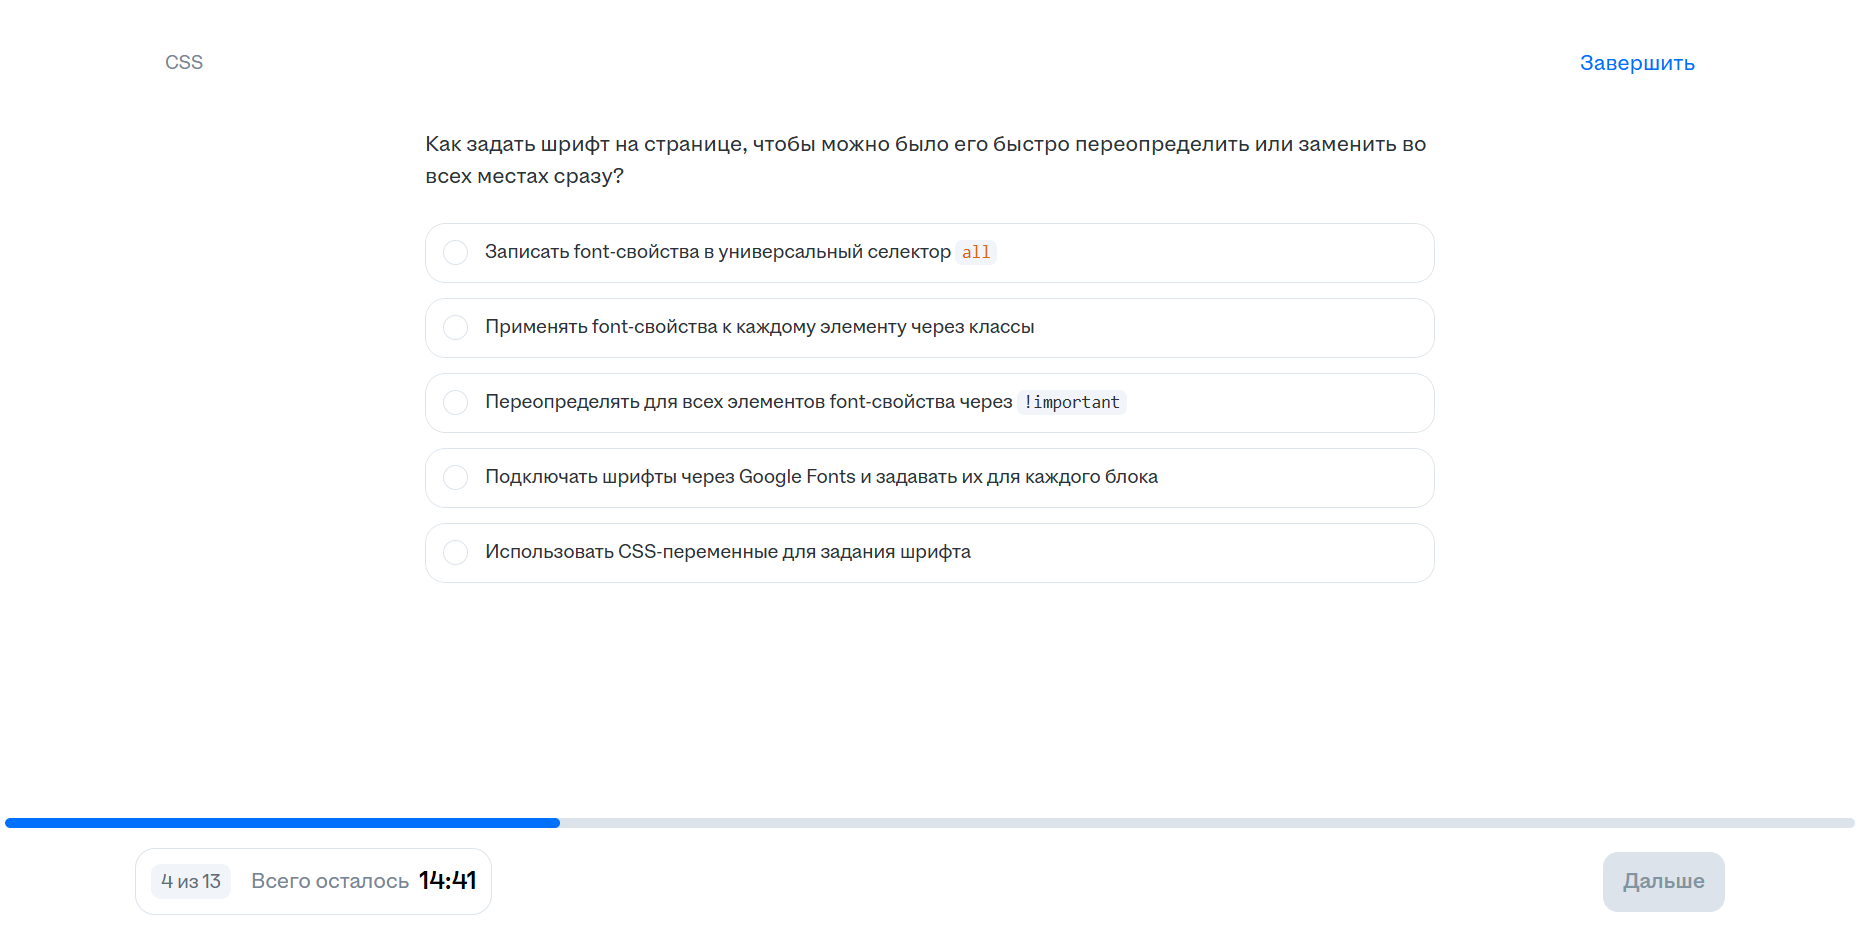 CSS
Завершить
Как задать шрифт на странице, чтобы можно было его быстро переопределить или заменить во
всех местах сразу?
Записать font-свойства в универсальный селектор all
Применять font-свойства к каждому элементу через классы
Переопределять для всех элементов font-свойства через !important
Подключать шрифты через Google Fonts и задавать их для каждого блока
Использовать CSS-переменные для задания шрифта
4 из 13 Всего осталось 14:41
Дальше